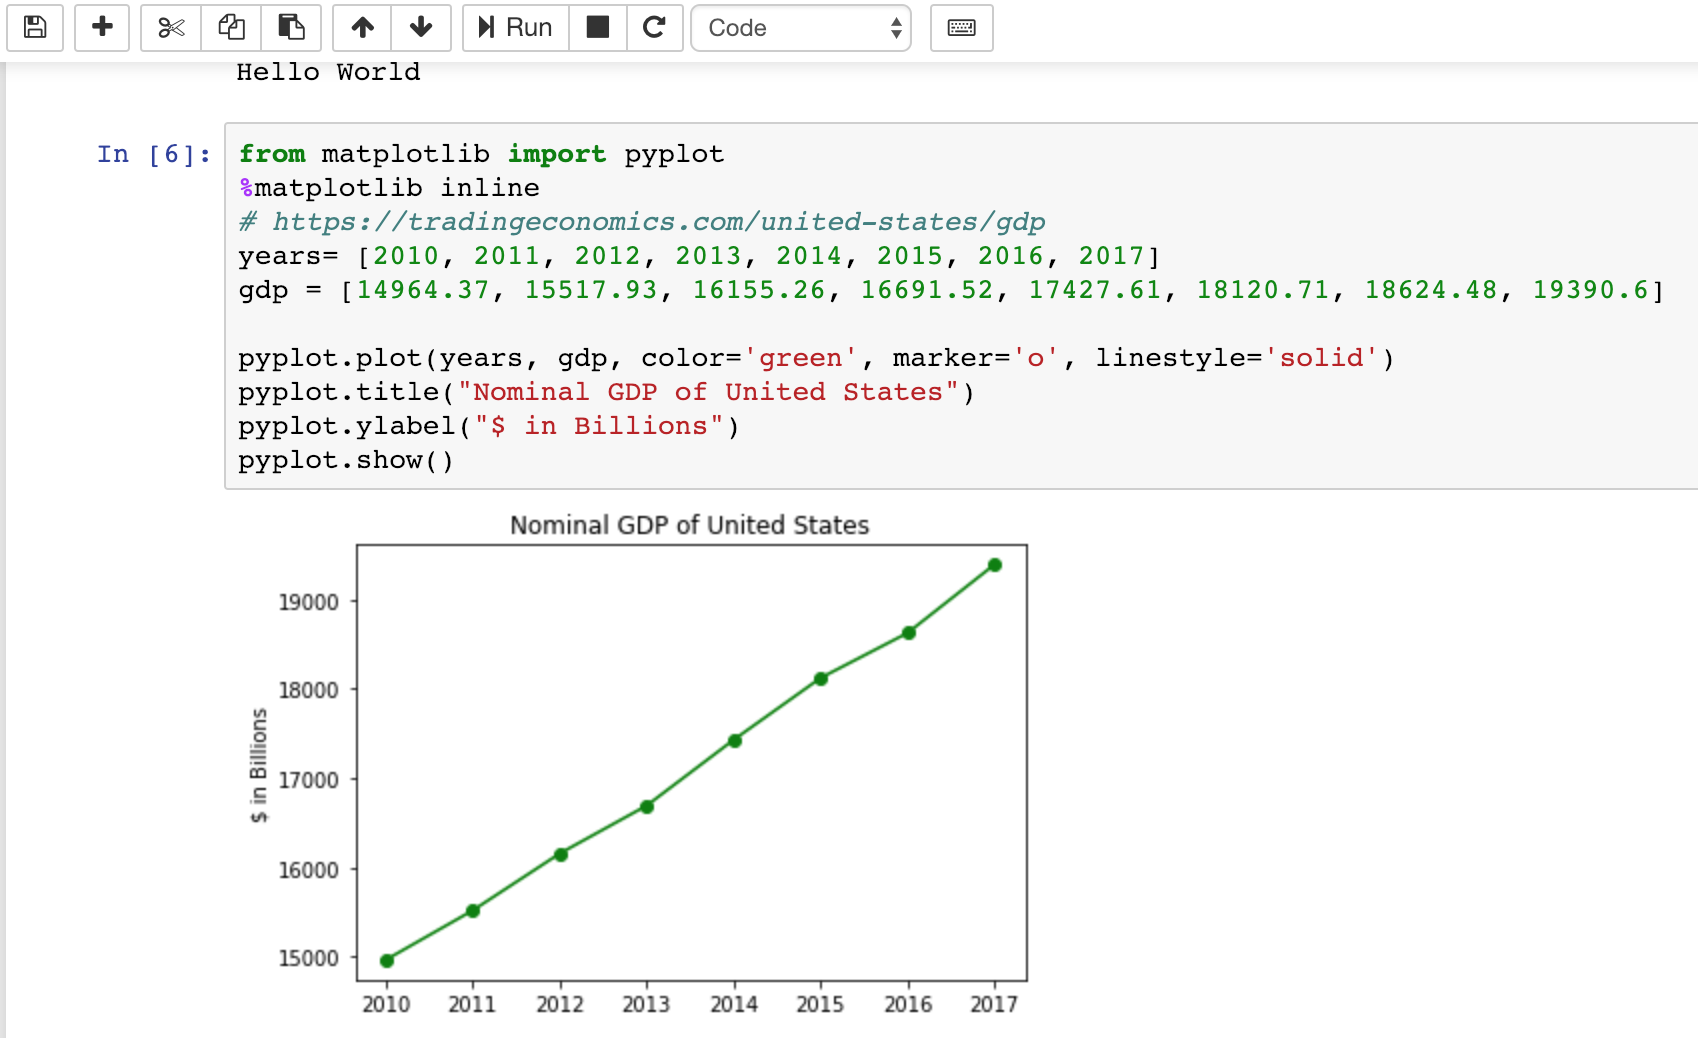 Run
Code
Hello World
In [6]:
from matplotlib import pyplot
%matplotlib inline
# https://tradingeconomics.com/united-states/gdp
years= [2010, 2011, 2012, 2013, 2014, 2015, 2016, 2017]
gdp = [14964.37, 15517.93, 16155.26, 16691.52, 17427.61, 18120.71, 18624.48, 19390.6]
pyplot.plot(years, gdp, color='green', marker='o', linestyle='solid')
pyplot.title("Nominal GDP of United States")
pyplot.ylabel("$ in Billions")
pyplot.show()
Nominal GDP of United States
$ in Billions
19000
18000
17000
16000
15000
2010 2011 2012 2013 2014 2015 2016 2017